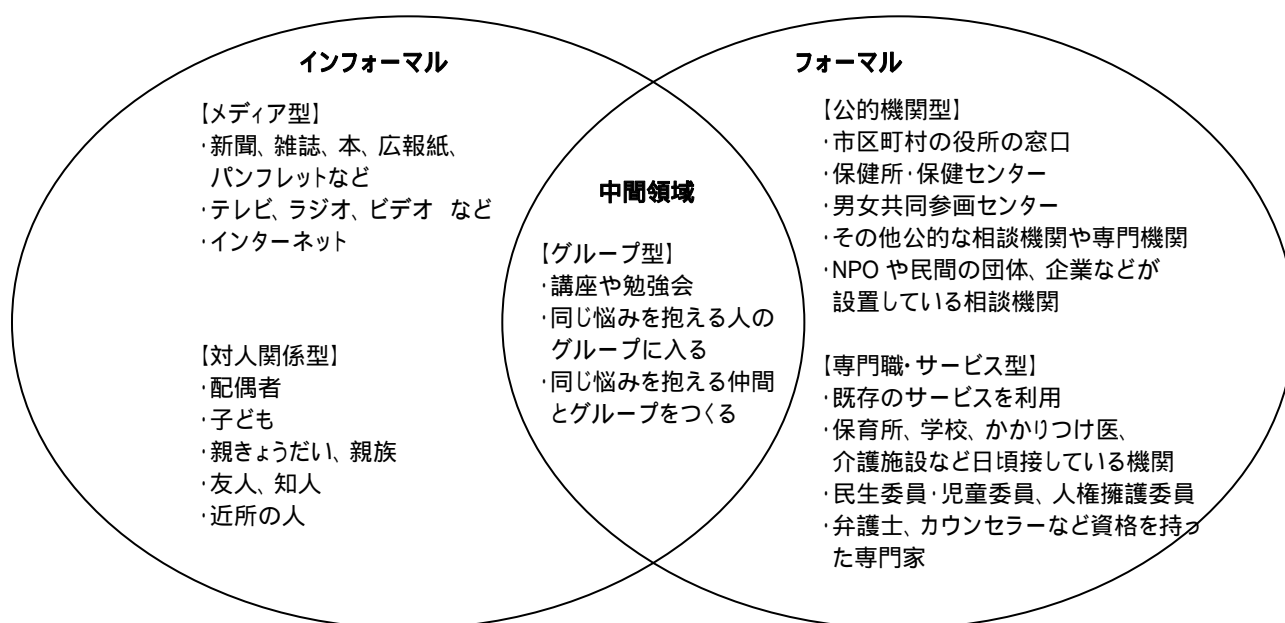 インフォーマル
【メディア型】
・新聞、雑誌、本、広報紙、
パンフレットなど
・テレビ、ラジオ、ビデオ など
・インターネット
【対人関係型】
・配偶者
・子ども
・親きょうだい、親族
・友人、知人
・近所の人
中間領域
【グループ型】
・講座や勉強会
・同じ悩みを抱える人の
グループに入る
・同じ悩みを抱える仲間
とグループをつくる
フォーマル
【公的機関型】
・市区町村の役所の窓口
・保健所・保健センター
・男女共同参画センター
・その他公的な相談機関や専門機関
・NPO や民間の団体、企業などが
設置している相談機関
【専門職・サービス型】
・既存のサービスを利用
・保育所、学校、かかりつけ医、
介護施設など日頃接している機関
・民生委員・児童委員、人権擁護委員
・弁護士、カウンセラーなど資格を持っ
た専門家